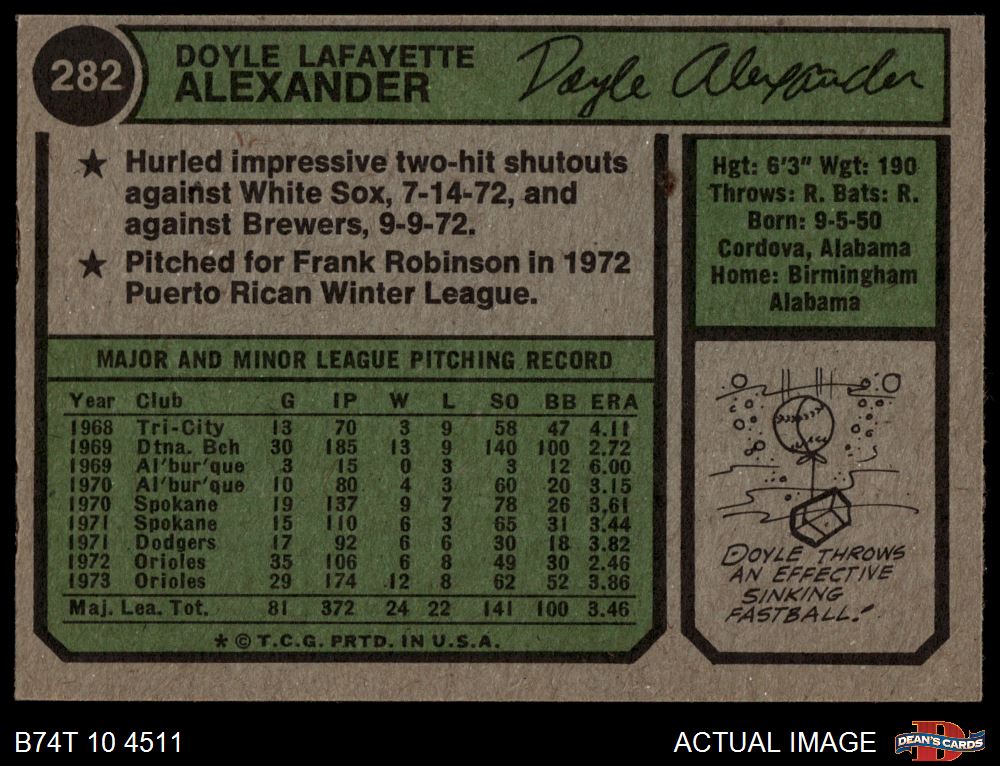 282
DOYLE LAFAYETTE
ALEXANDER
Doyle Alexander
★ Hurled impressive two-hit shutouts
against White Sox, 7-14-72, and
against Brewers, 9-9-72.
★ Pitched for Frank Robinson in 1972
Puerto Rican Winter League.
Hgt: 6'3" Wgt: 190
Throws: R. Bats: R.
Born: 9-5-50
Cordova, Alabama
Home: Birmingham
Alabama
MAJOR AND MINOR LEAGUE PITCHING RECORD
Year Club G IP W L SO BB ERA
1968 Tri-City 13 70 3 9 58 47 4.11
1969 Dtna. Bch 30 185 13 9 140 100 2.72
1969 Al'bur'que 3 15 0 3 3 12 6.00
1970 Al'bur'que 10 80 4 3 60 20 3.15
1970 Spokane 19 137 9 7 78 26 3.61
1971 Spokane 15 110 6 3 65 31 3.44
1971 Dodgers 17 92 6 6 30 18 3.82
1972 Orioles 35 106 6 8 49 30 2.46
1973 Orioles 29 174 12 8 62 52 3.86
Maj. Lea. Tot. 81 372 24 22 141 100 3.46
* © T.C.G. PRTD. IN U.S.A.
DOYLE THROWS
AN EFFECTIVE
SINKING
FASTBALL!
B74T 10 4511
ACTUAL IMAGE
DEAN'S CARDS